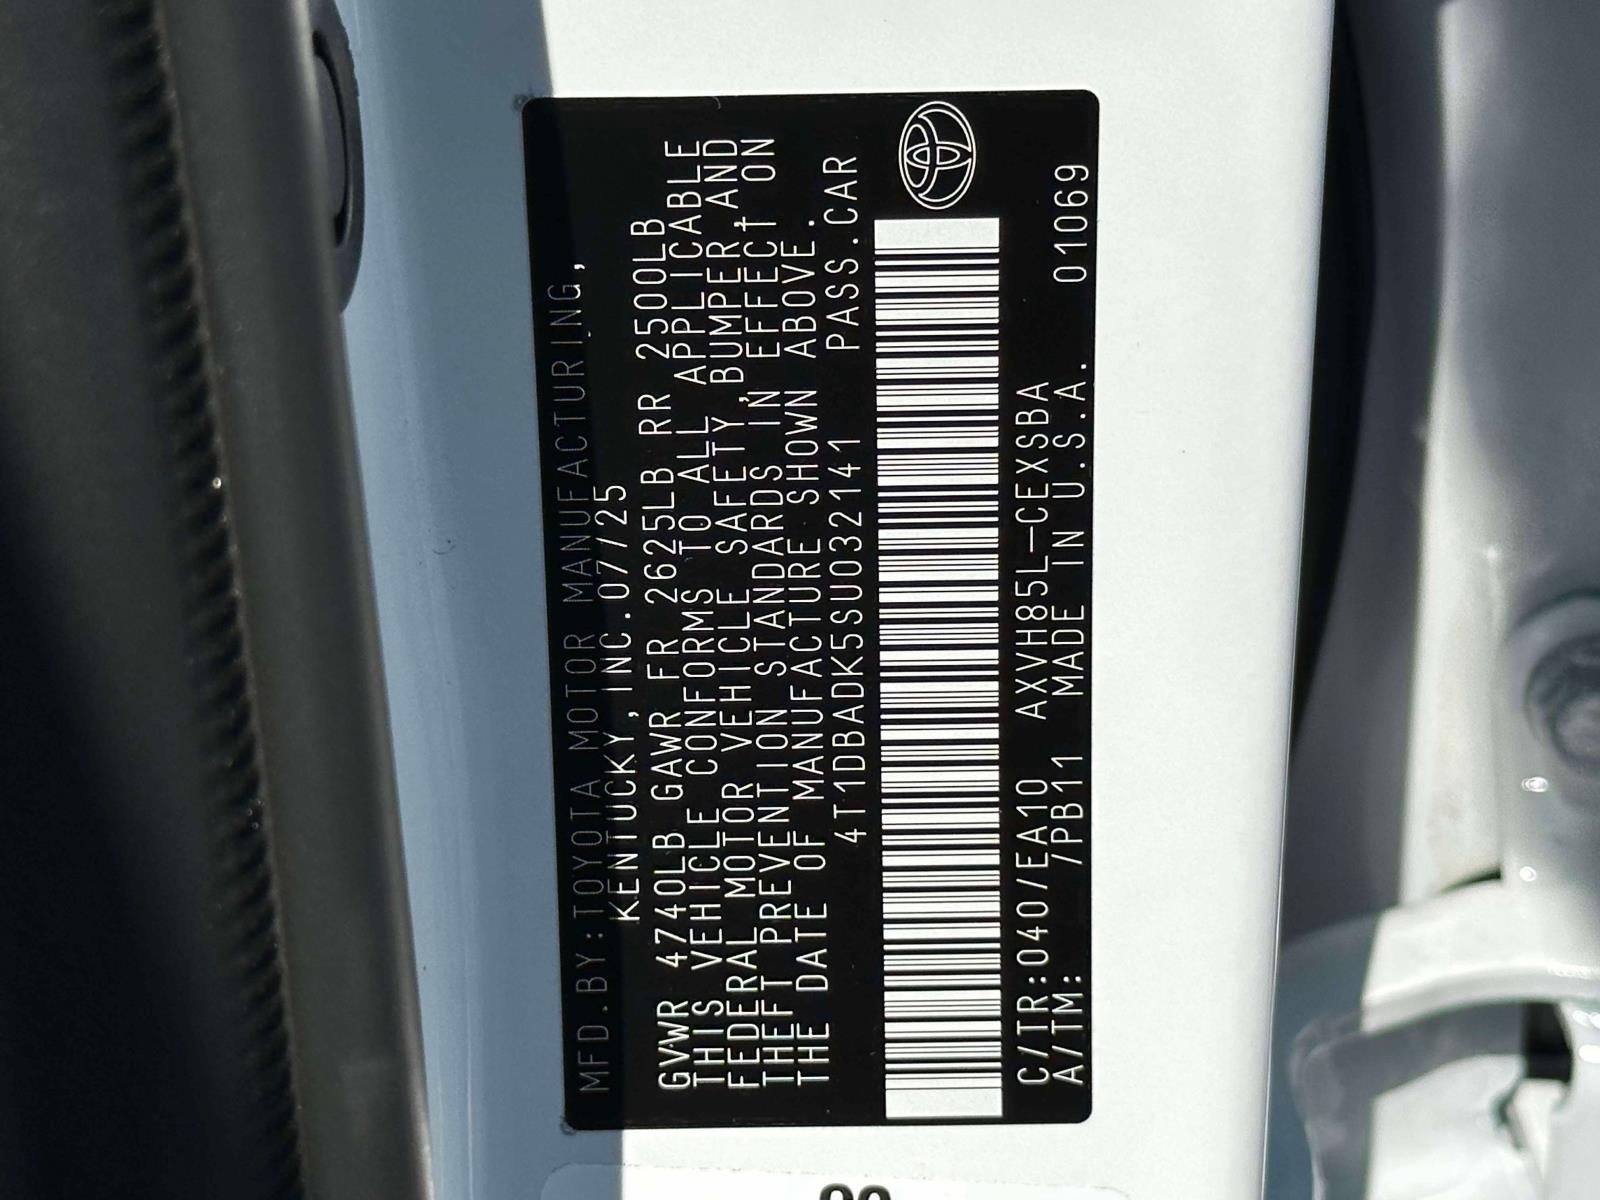 MFD.BY:TOYOTA MOTOR MANUFACTURING,
KENTUCKY,INC.07/25
GVWR 4740LB GAWR FR 2625LB RR 2500LB
THIS VEHICLE CONFORMS TO ALL APPLICABLE
FEDERAL MOTOR VEHICLE SAFETY,BUMPER,AND
THEFT PREVENTION STANDARDS IN EFFECT ON
THE DATE OF MANUFACTURE SHOWN ABOVE.
4T1DBADK5SU032141 PASS.CAR
C/TR:040/EA10 AXVH85L-CEXSBA
A/TM: /PB11 MADE IN U.S.A. 01069